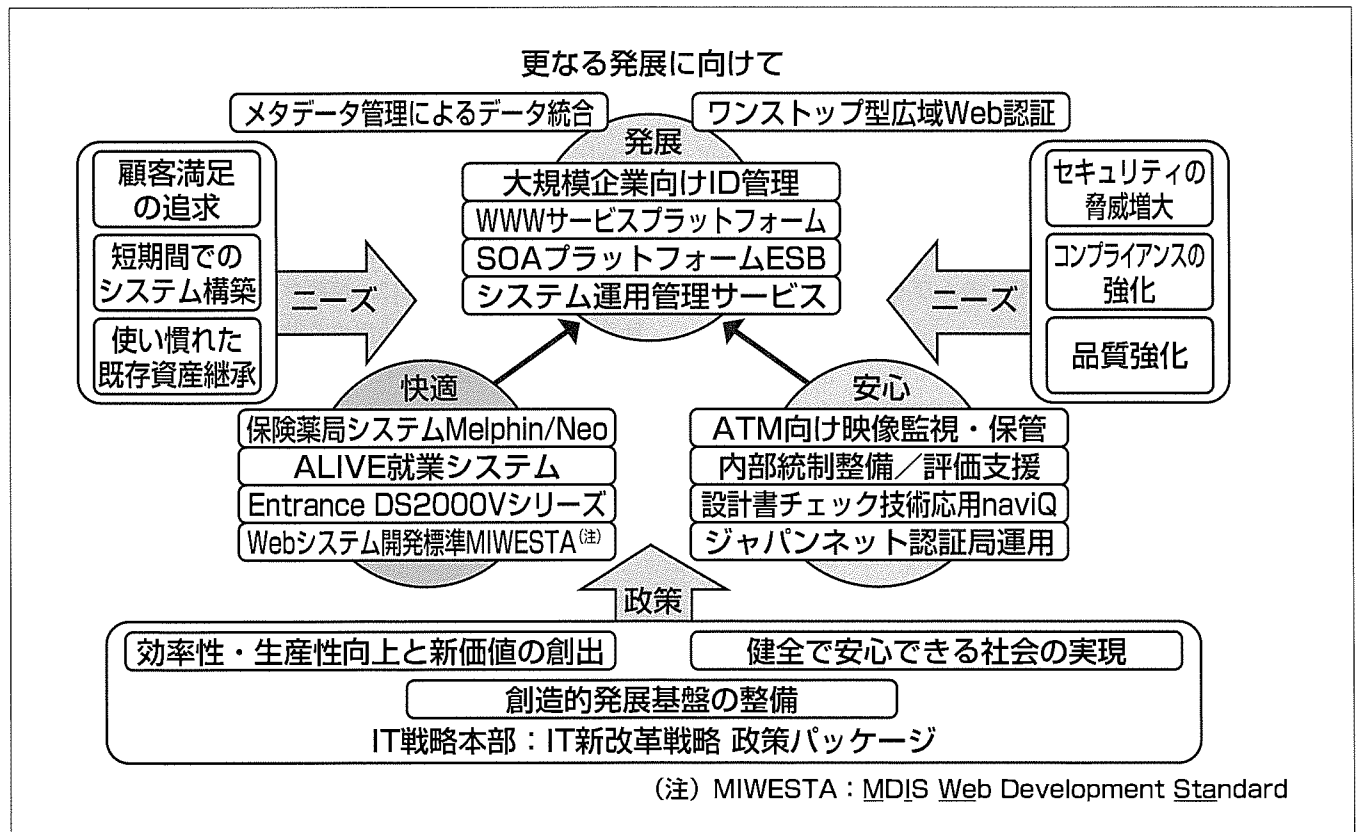 更なる発展に向けて
メタデータ管理によるデータ統合
ワンストップ型広域Web認証
発展
大規模企業向けID管理
WWWサービスプラットフォーム
SOAプラットフォームESB
システム運用管理サービス
顧客満足
の追求
短期間での
システム構築
使い慣れた
既存資産継承
ニーズ
セキュリティの
脅威増大
コンプライアンスの
強化
品質強化
ニーズ
快適
保険薬局システムMelphin/Neo
ALIVE就業システム
Entrance DS2000Vシリーズ
Webシステム開発標準MIWESTA(注)
安心
ATM向け映像監視・保管
内部統制整備／評価支援
設計書チェック技術応用naviQ
ジャパンネット認証局運用
政策
効率性・生産性向上と新価値の創出
健全で安心できる社会の実現
創造的発展基盤の整備
IT戦略本部：IT新改革戦略 政策パッケージ
(注) MIWESTA：MDIS Web Development Standard